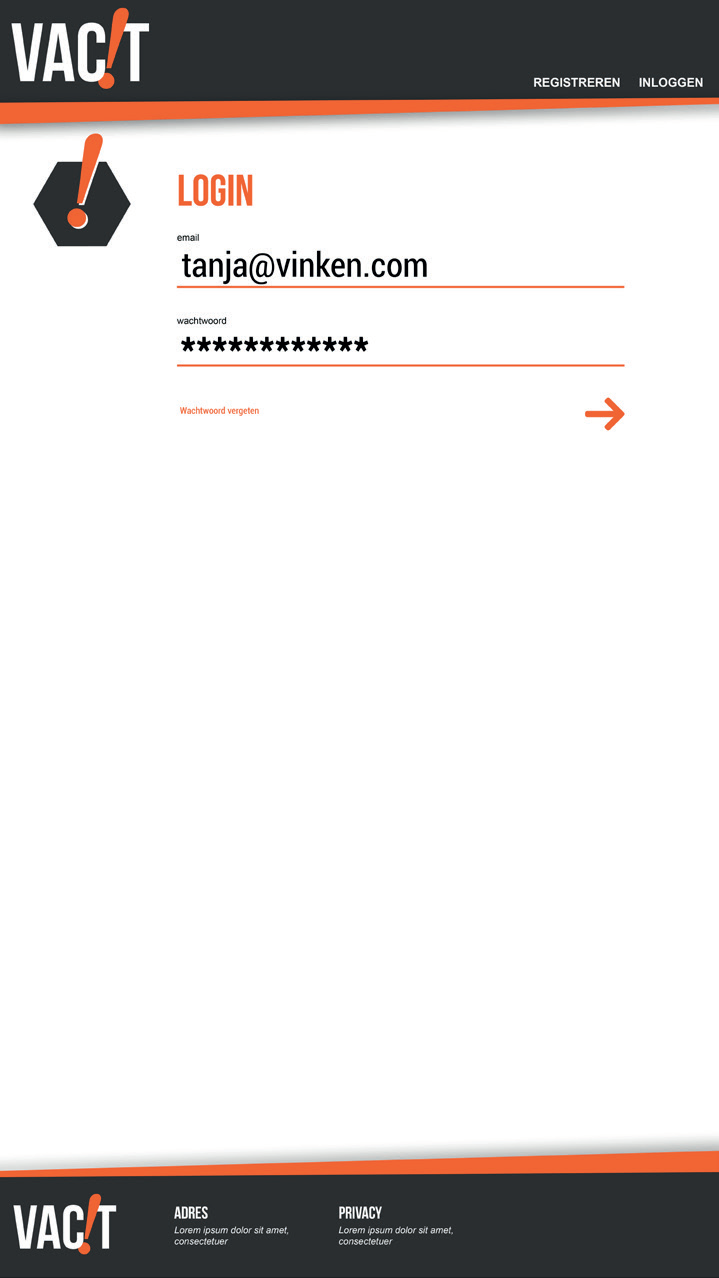 VAC!T
REGISTREREN INLOGGEN
LOGIN
email
tanja@vinken.com
wachtwoord
************
Wachtwoord vergeten
VAC!T
ADRES
Lorem ipsum dolor sit amet,
consectetuer
PRIVACY
Lorem ipsum dolor sit amet,
consectetuer